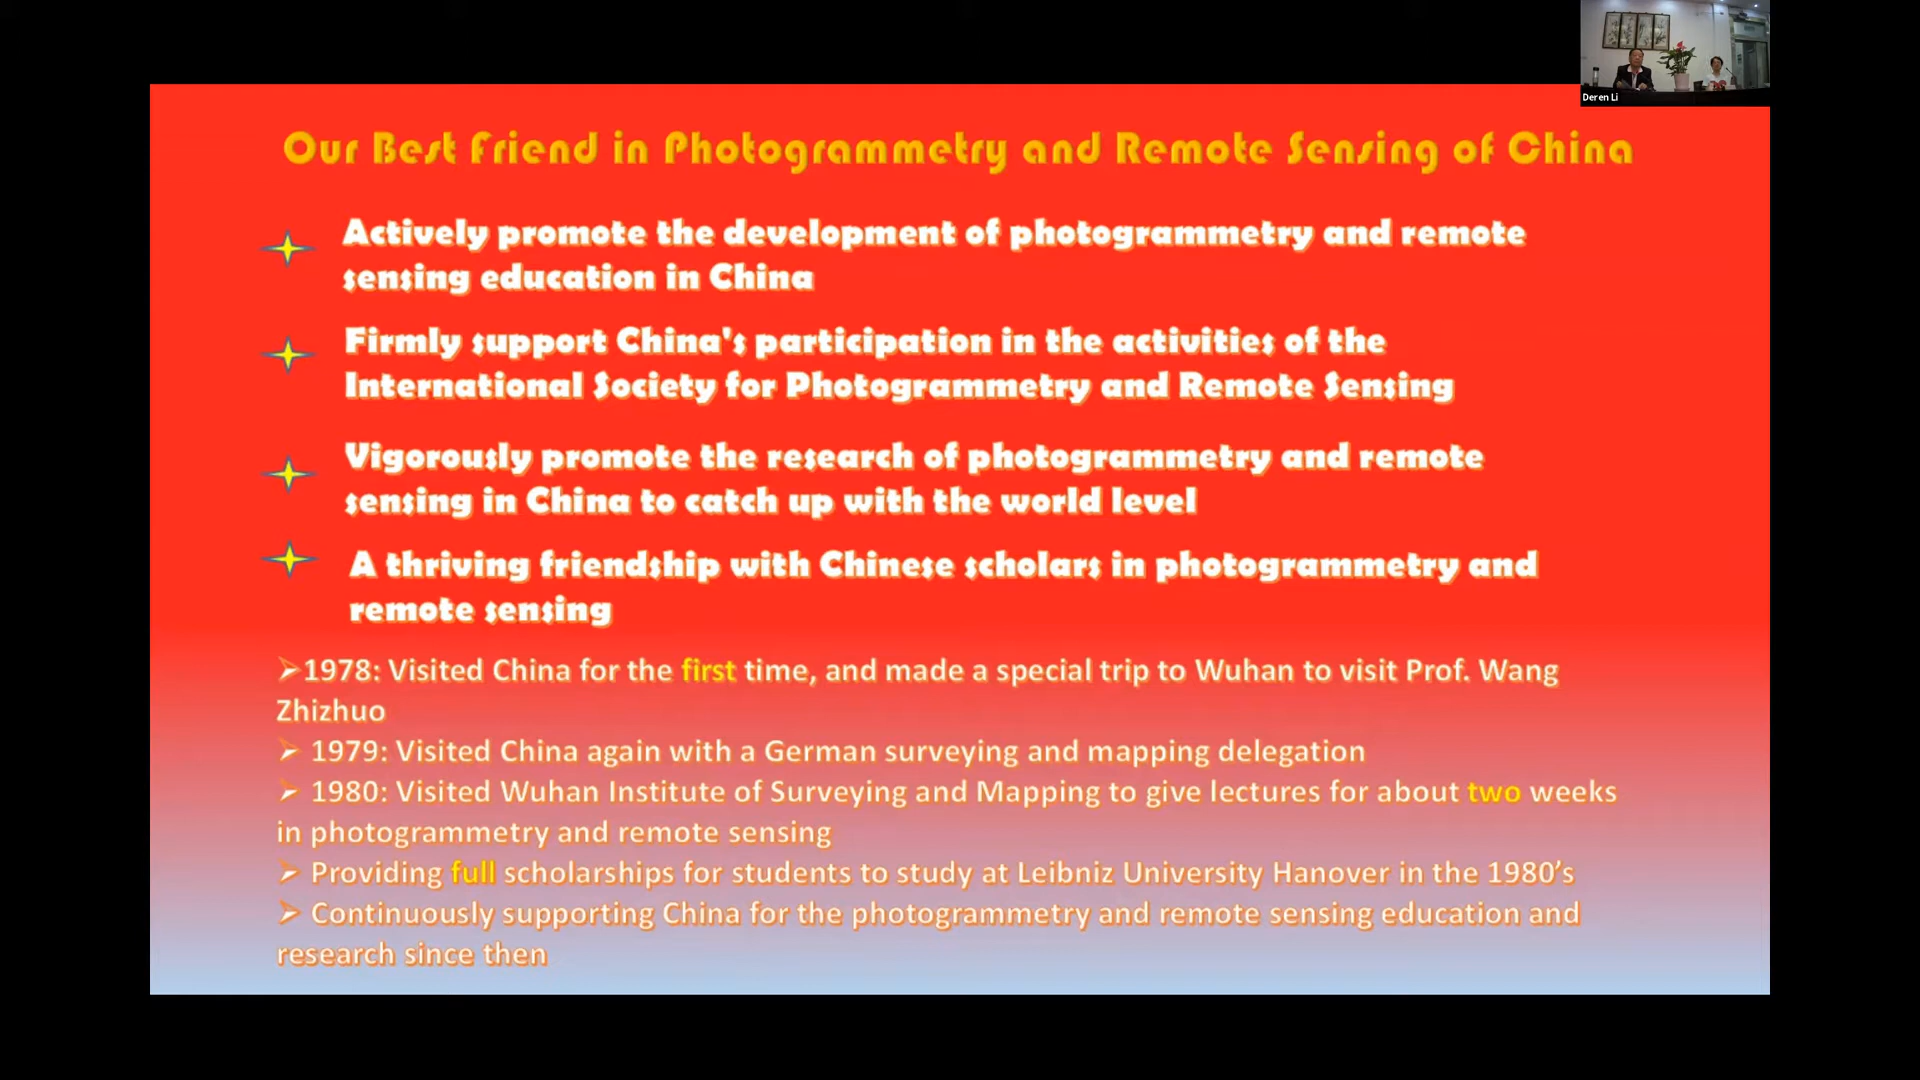 Deren Li
Our Best Friend in Photogrammetry and Remote Sensing of China
Actively promote the development of photogrammetry and remote
sensing education in China
Firmly support China's participation in the activities of the
International Society for Photogrammetry and Remote Sensing
Vigorously promote the research of photogrammetry and remote
sensing in China to catch up with the world level
A thriving friendship with Chinese scholars in photogrammetry and
remote sensing
➢1978: Visited China for the first time, and made a special trip to Wuhan to visit Prof. Wang
Zhizhuo
➢ 1979: Visited China again with a German surveying and mapping delegation
➢ 1980: Visited Wuhan Institute of Surveying and Mapping to give lectures for about two weeks
in photogrammetry and remote sensing
➢ Providing full scholarships for students to study at Leibniz University Hanover in the 1980’s
➢ Continuously supporting China for the photogrammetry and remote sensing education and
research since then